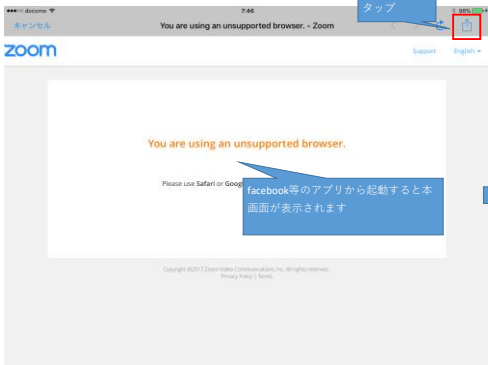 docomo 7:46 98%
タップ
キャンセル You are using an unsupported browser. - Zoom
zoom Support English
You are using an unsupported browser.
Please use Safari or Goog
facebook等のアプリから起動すると本
画面が表示されます
Copyright ©2017 Zoom Video Communications, Inc. All rights reserved.
Privacy Policy | Terms